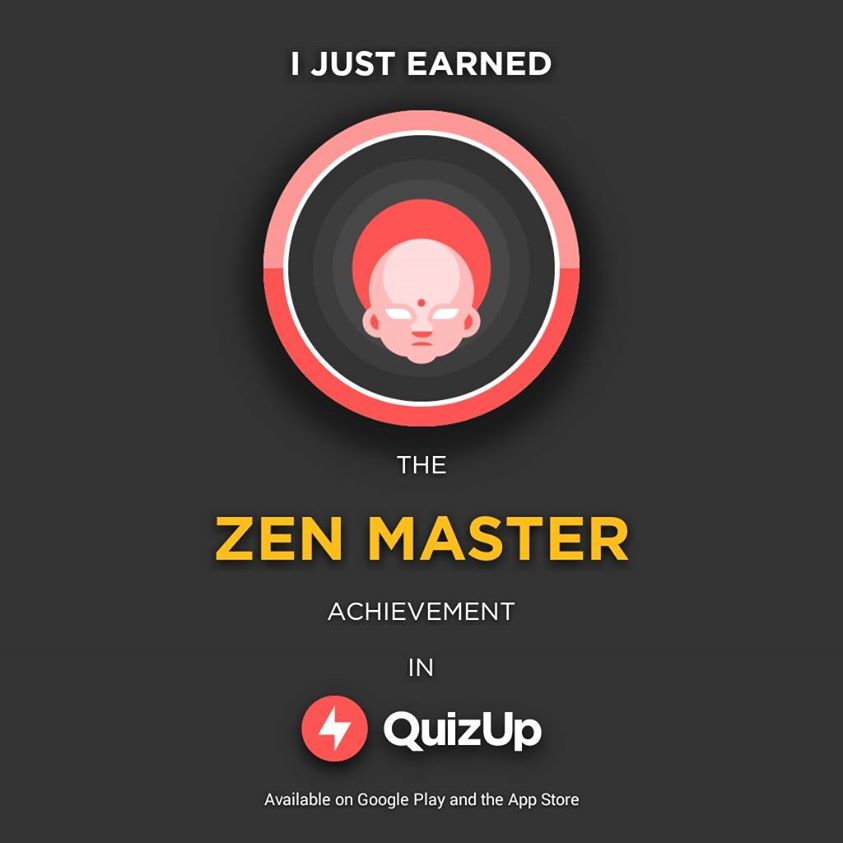 I JUST EARNED
THE
ZEN MASTER
ACHIEVEMENT
IN
QuizUp
Available on Google Play and the App Store